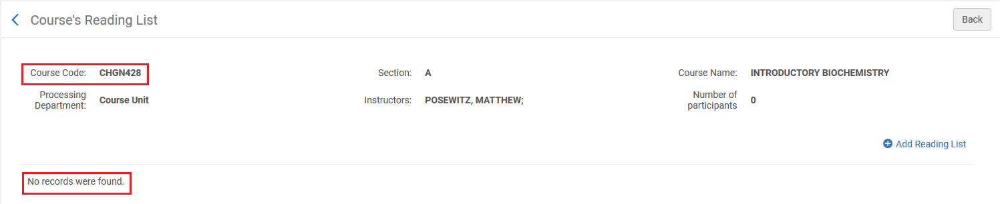 Course's Reading List
Back
Course Code: CHGN428
Section: A
Course Name: INTRODUCTORY BIOCHEMISTRY
Processing Department: Course Unit
Instructors: POSEWITZ, MATTHEW;
Number of participants 0
Add Reading List
No records were found.